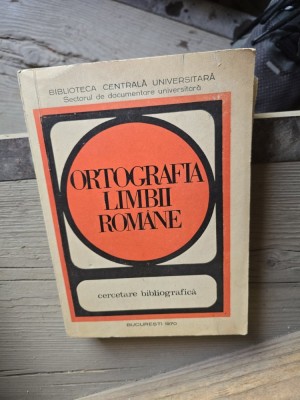 BIBLIOTECA CENTRALĂ UNIVERSITARĂ
Sectorul de documentare universitară
ORTOGRAFIA
LIMBII
ROMÂNE
cercetare bibliografică
BUCUREȘTI 1970